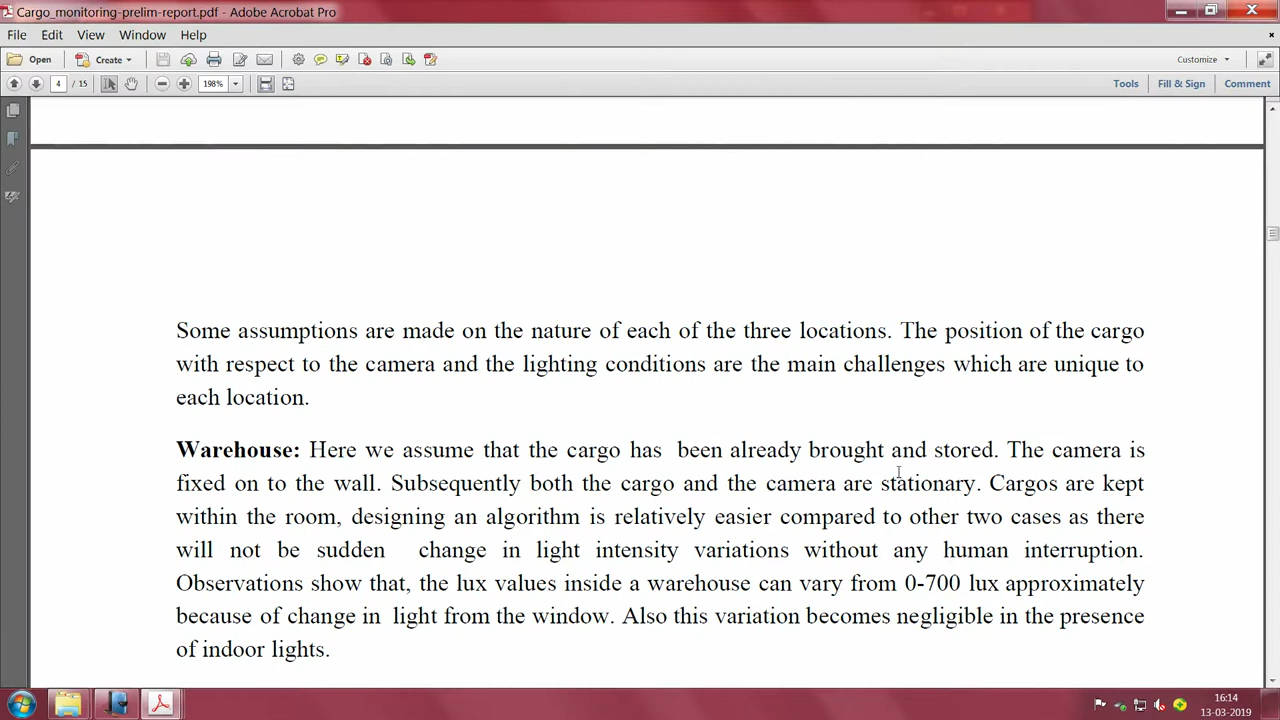 Cargo_monitoring-prelim-report.pdf - Adobe Acrobat Pro
File Edit View Window Help
Open Create Customize
4 / 15 198% Tools Fill & Sign Comment
Some assumptions are made on the nature of each of the three locations. The position of the cargo
with respect to the camera and the lighting conditions are the main challenges which are unique to
each location.
Warehouse: Here we assume that the cargo has been already brought and stored. The camera is
fixed on to the wall. Subsequently both the cargo and the camera are stationary. Cargos are kept
within the room, designing an algorithm is relatively easier compared to other two cases as there
will not be sudden change in light intensity variations without any human interruption.
Observations show that, the lux values inside a warehouse can vary from 0-700 lux approximately
because of change in light from the window. Also this variation becomes negligible in the presence
of indoor lights.
16:14
13-03-2019